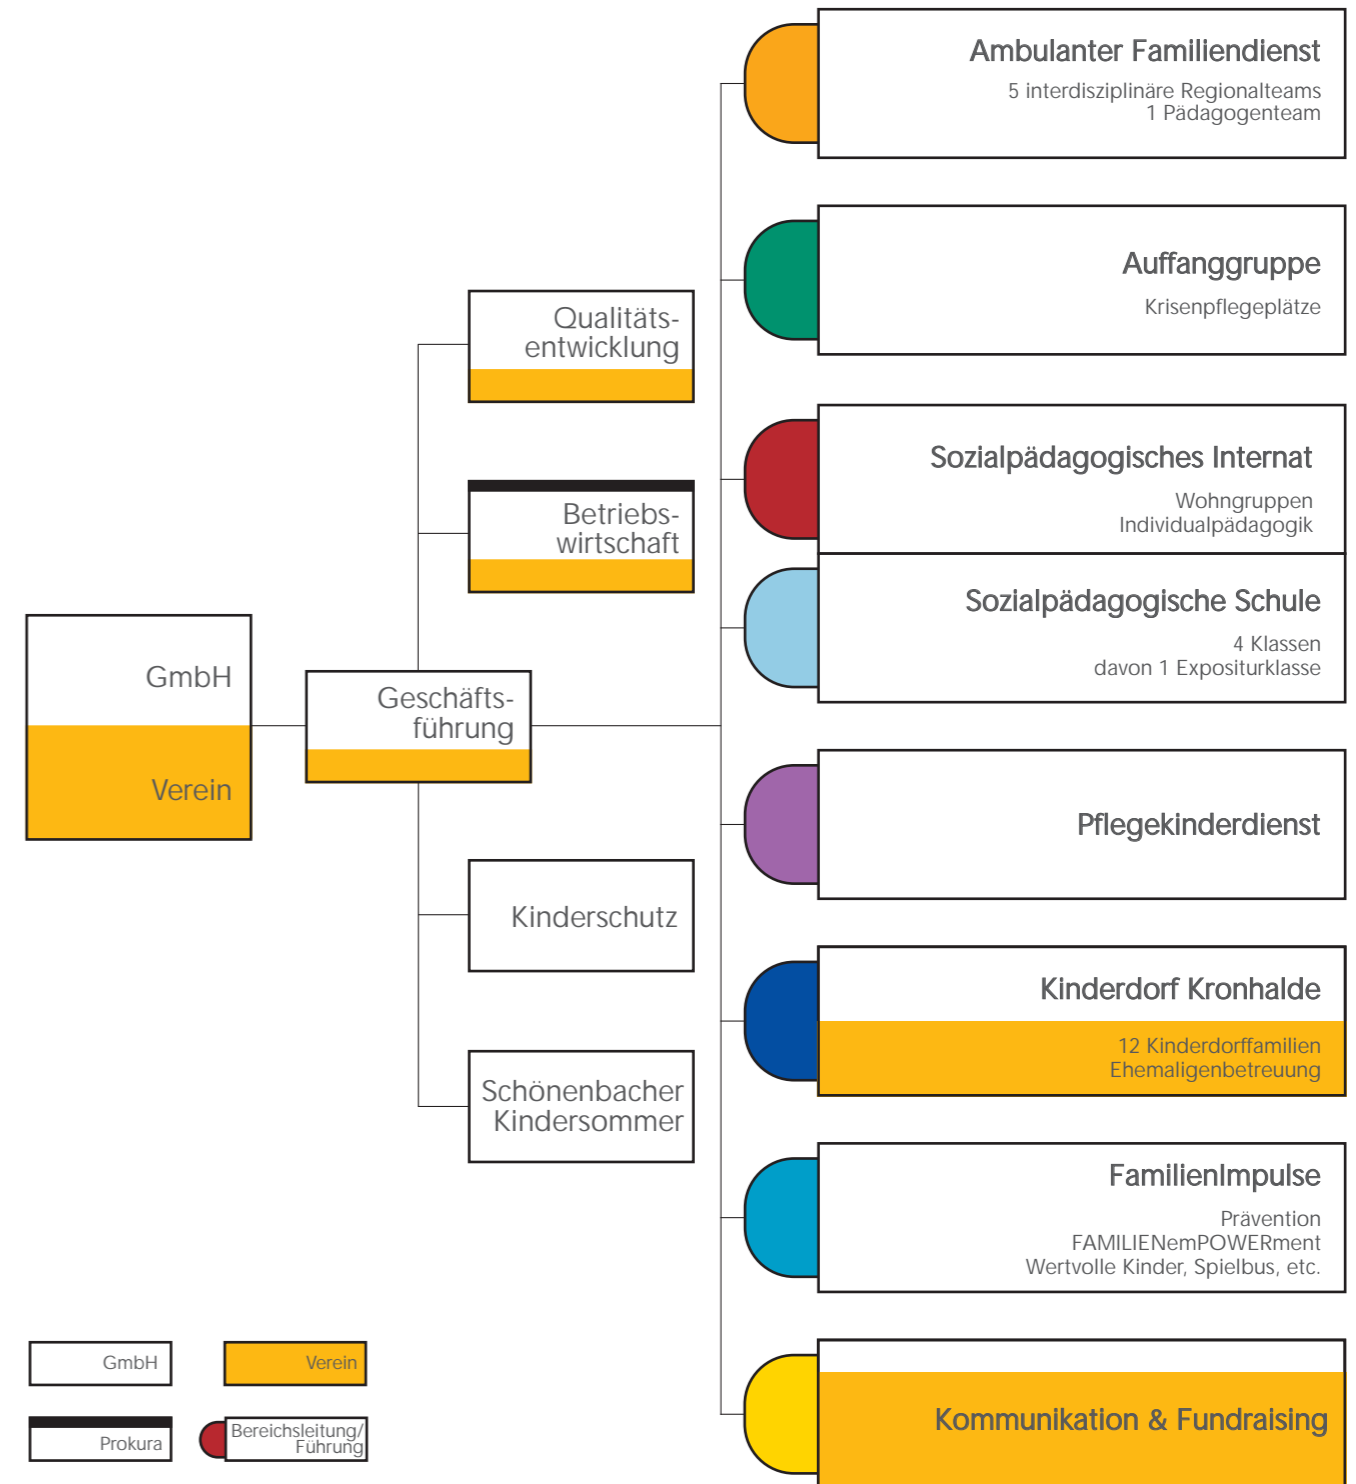 GmbH
Verein
Geschäfts-
führung
Qualitäts-
entwicklung
Betriebs-
wirtschaft
Kinderschutz
Schönenbacher
Kindersommer
Ambulanter Familiendienst
5 interdisziplinäre Regionalteams
1 Pädagogenteam
Auffanggruppe
Krisenpflegeplätze
Sozialpädagogisches Internat
Wohngruppen
Individualpädagogik
Sozialpädagogische Schule
4 Klassen
davon 1 Expositurklasse
Pflegekinderdienst
Kinderdorf Kronhalde
12 Kinderdorffamilien
Ehemaligenbetreuung
FamilienImpulse
Prävention
FAMILIENemPOWERment
Wertvolle Kinder, Spielbus, etc.
Kommunikation & Fundraising
GmbH
Verein
Prokura
Bereichsleitung/
Führung